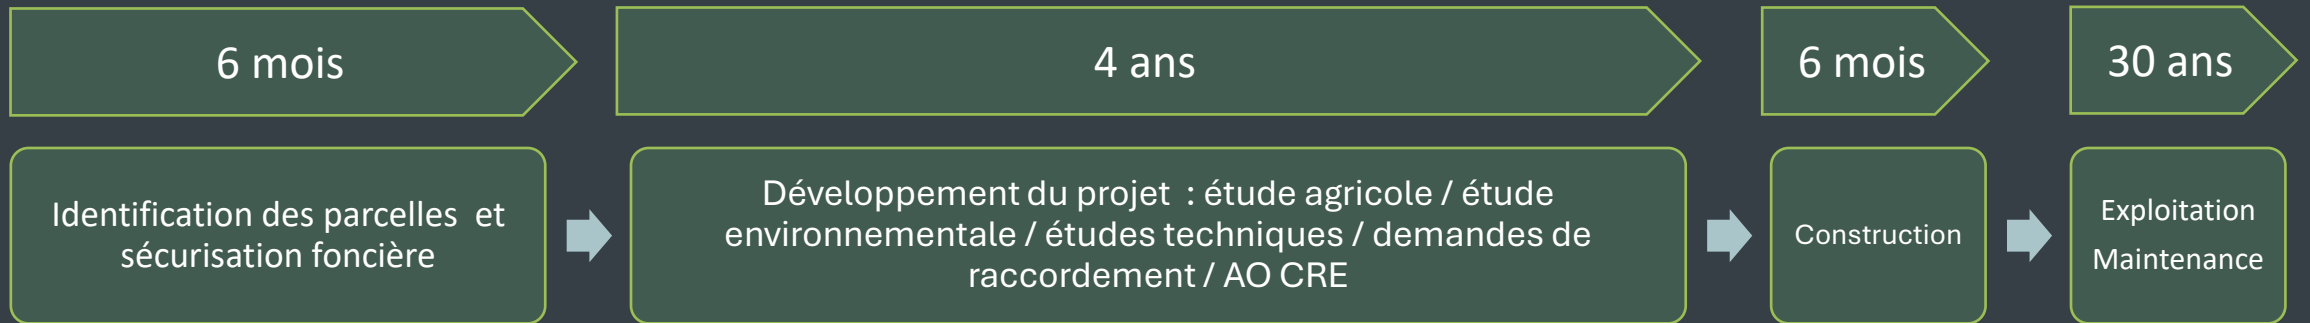 6 mois
4 ans
6 mois
30 ans
Identification des parcelles et
sécurisation foncière
Développement du projet : étude agricole / étude
environnementale / études techniques / demandes de
raccordement / AO CRE
Construction
Exploitation
Maintenance